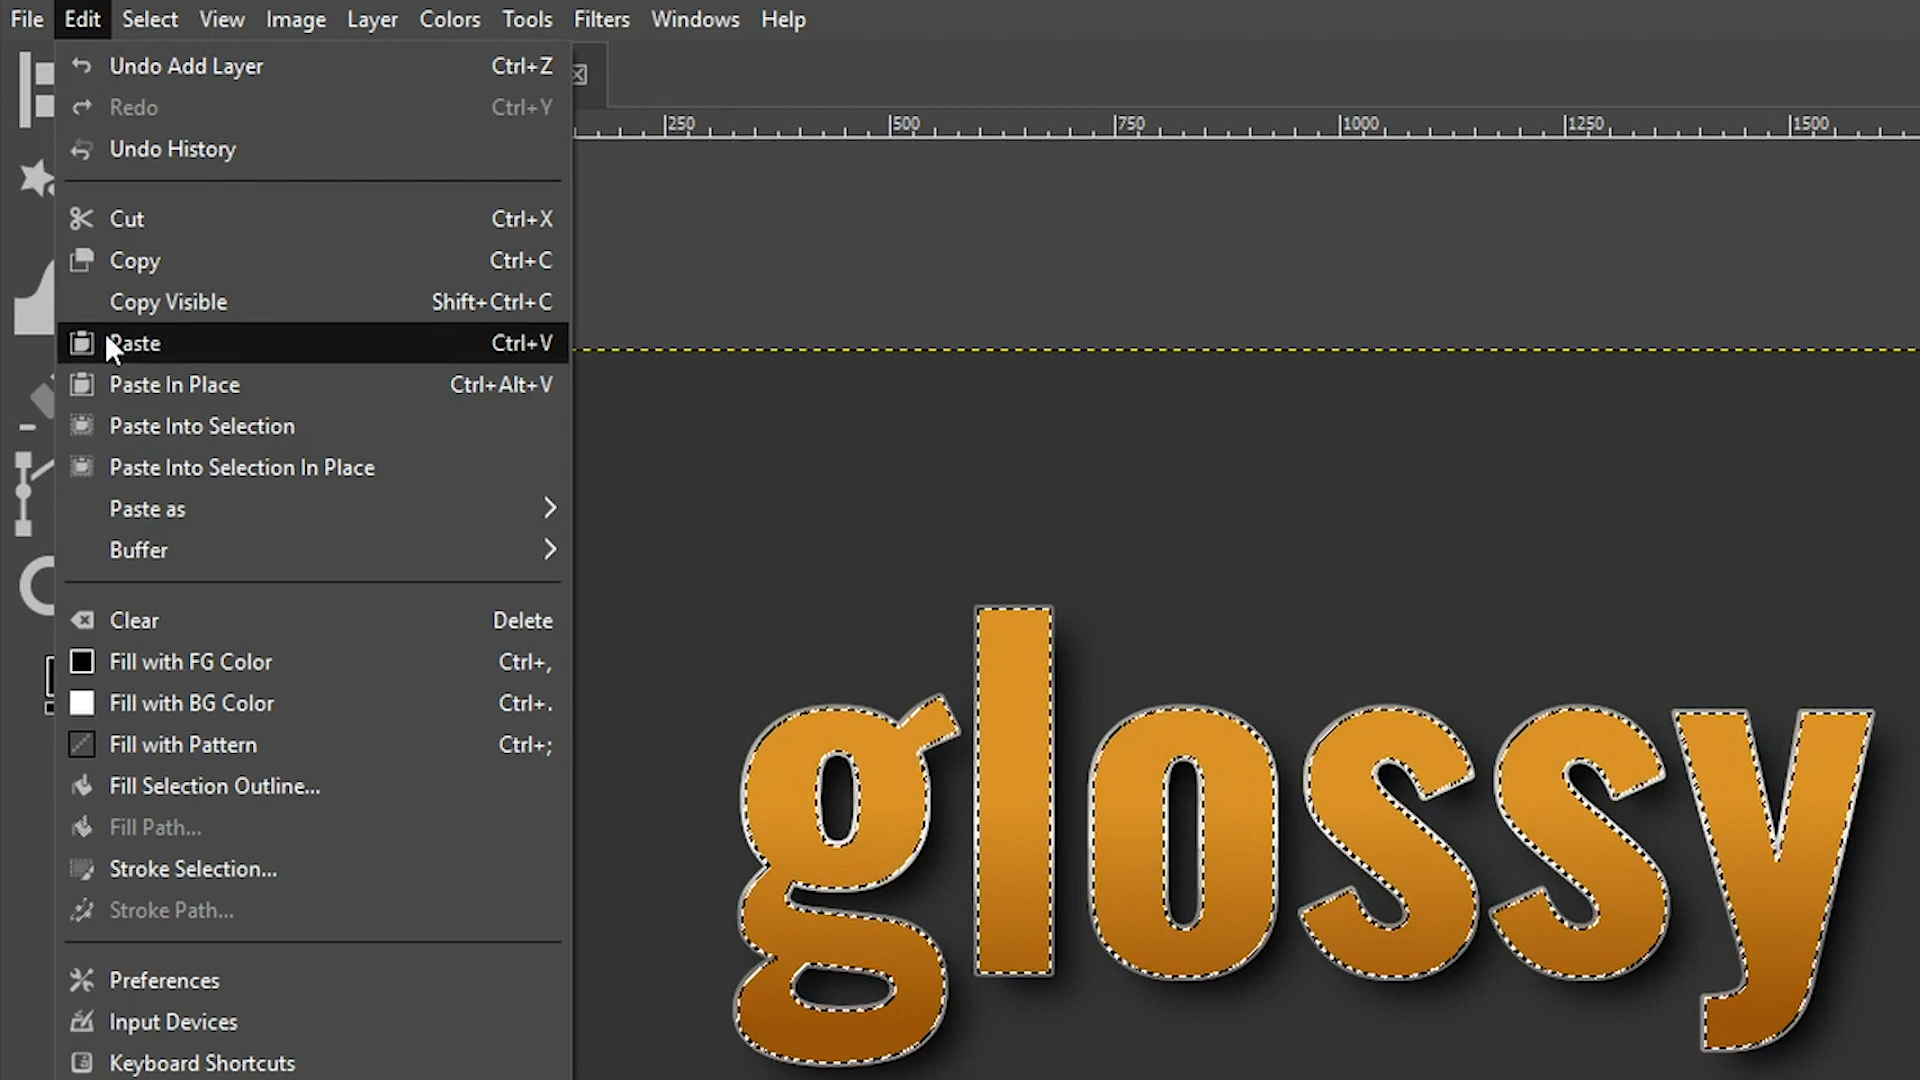 File Edit Select View Image Layer Colors Tools Filters Windows Help
Undo Add Layer Ctrl+Z
Redo Ctrl+Y
250 500 750 1000 1250 1500
Undo History
Cut Ctrl+X
Copy Ctrl+C
Copy Visible Shift+Ctrl+C
Paste Ctrl+V
Paste In Place Ctrl+Alt+V
Paste Into Selection
Paste Into Selection In Place
Paste as
Buffer
Clear Delete
Fill with FG Color Ctrl+,
Fill with BG Color Ctrl+.
Fill with Pattern Ctrl+;
Fill Selection Outline...
Fill Path...
Stroke Selection...
Stroke Path...
Preferences
Input Devices
Keyboard Shortcuts
glossy